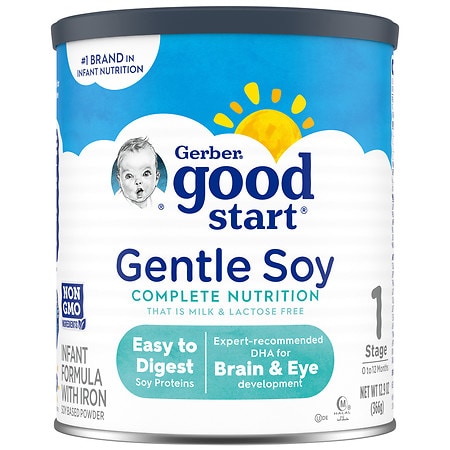 #1 BRAND IN
INFANT NUTRITION
Gerber®
good
start®
Gentle Soy
COMPLETE NUTRITION
THAT IS MILK & LACTOSE FREE
NON
GMO
INGREDIENTS
Easy to
Digest
Soy Proteins
Expert-recommended
DHA for
Brain & Eye
development
1
Stage
0 to 12 Months
INFANT
FORMULA
WITH IRON
SOY BASED POWDER
NET WT 12.9 OZ
(366g)
M
HALAL